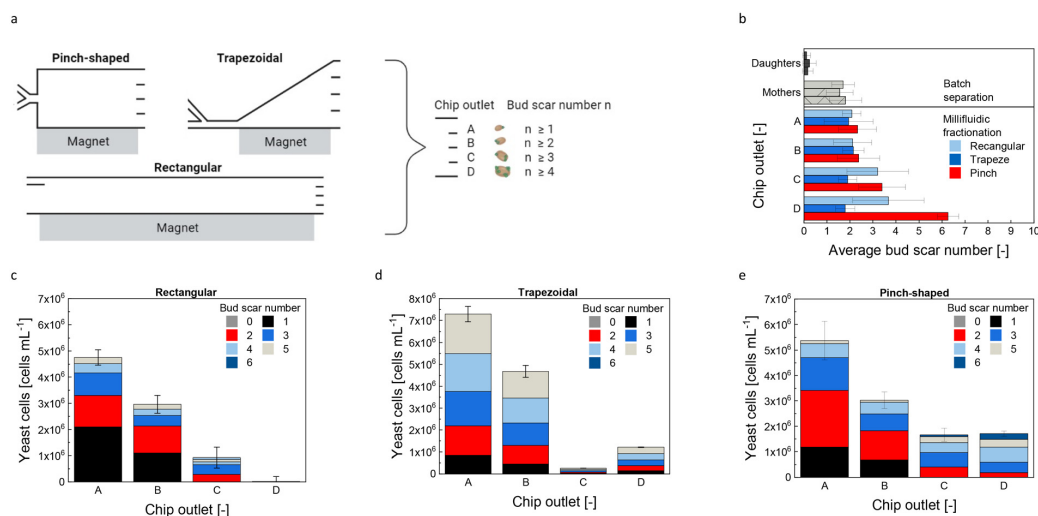 a
Pinch-shaped
Trapezoidal
Magnet
Magnet
Rectangular
Magnet
Chip outlet Bud scar number n
A n ≥ 1
B n ≥ 2
C n ≥ 3
D n ≥ 4
b
Daughters
Mothers
A
B
C
D
Chip outlet [-]
Batch
separation
Millifluidic
fractionation
Recangular
Trapeze
Pinch
0 1 2 3 4 5 6 7 8 9 10
Average bud scar number [-]
c
Rectangular
Bud scar number
0 1
2 3
4 5
6
7x10⁶
6x10⁶
5x10⁶
4x10⁶
3x10⁶
2x10⁶
1x10⁶
0
Yeast cells [cells mL⁻¹]
A B C D
Chip outlet [-]
d
Trapezoidal
Bud scar number
0 1
2 3
4 5
6
8x10⁶
7x10⁶
6x10⁶
5x10⁶
4x10⁶
3x10⁶
2x10⁶
1x10⁶
0
Yeast cells [cells mL⁻¹]
A B C D
Chip outlet [-]
e
Pinch-shaped
Bud scar number
0 1
2 3
4 5
6
7x10⁶
6x10⁶
5x10⁶
4x10⁶
3x10⁶
2x10⁶
1x10⁶
0
Yeast cells [cells mL⁻¹]
A B C D
Chip outlet [-]